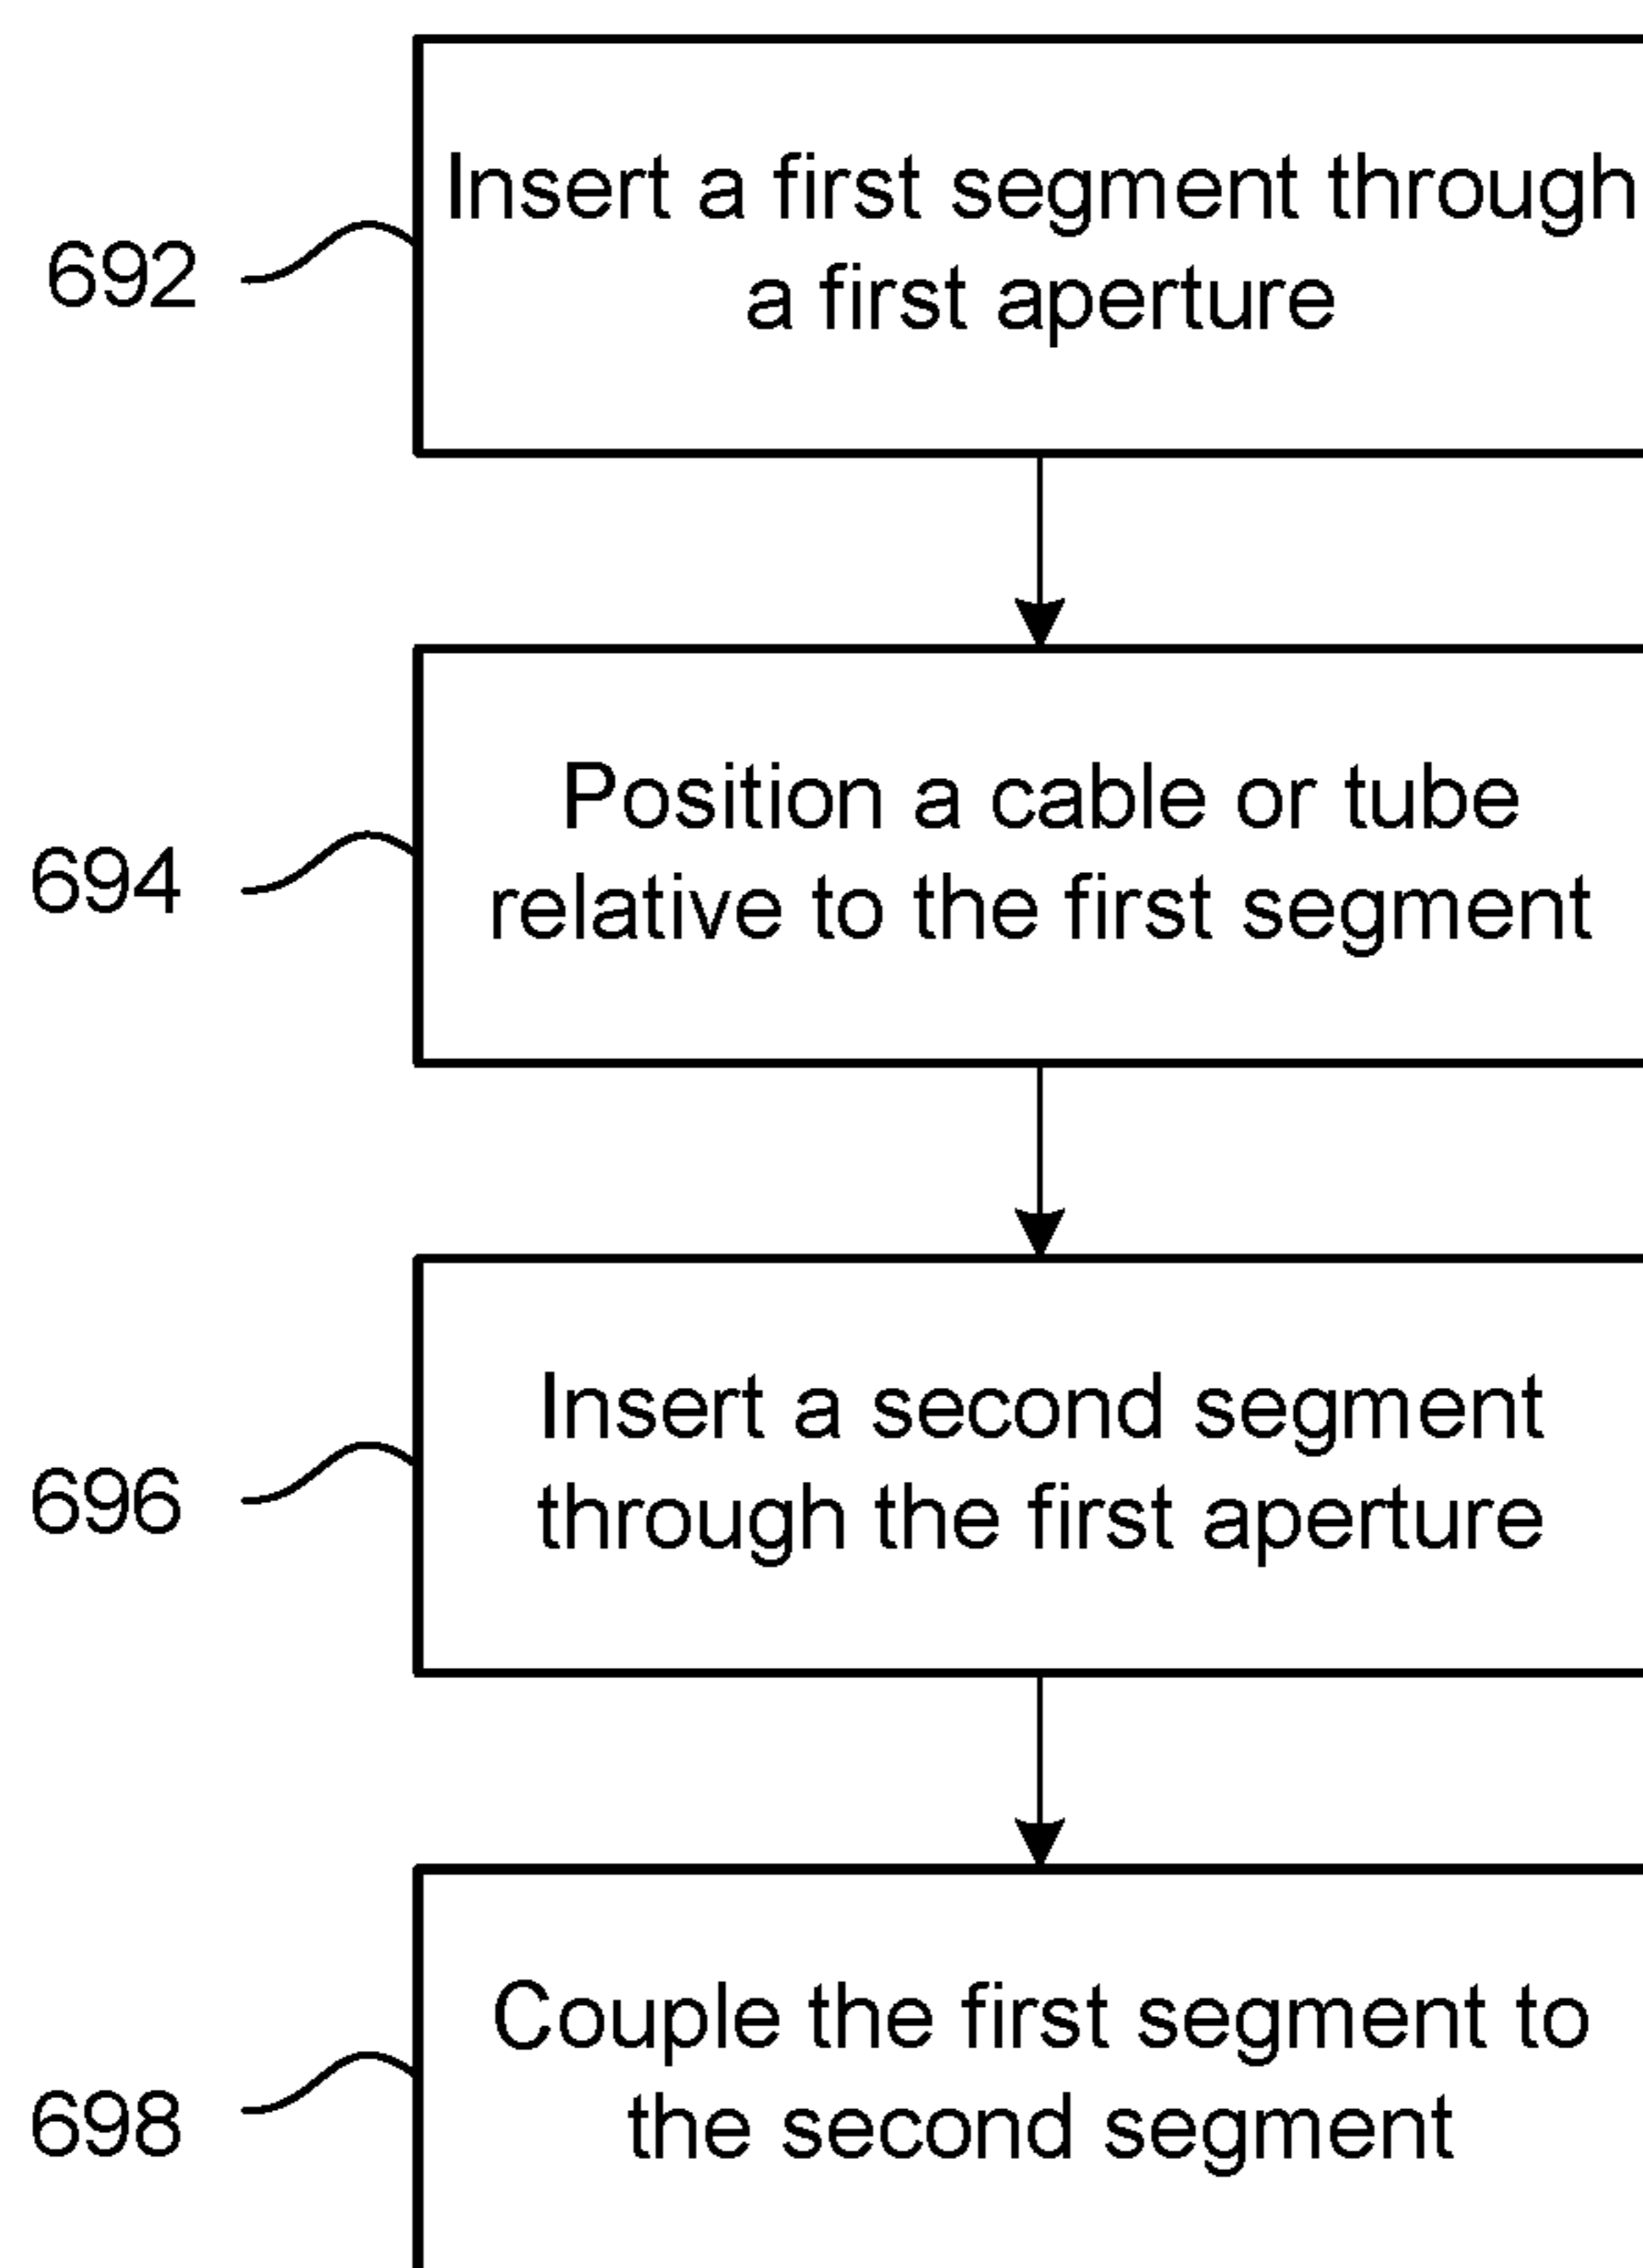 692
Insert a first segment through
a first aperture
694
Position a cable or tube
relative to the first segment
696
Insert a second segment
through the first aperture
698
Couple the first segment to
the second segment